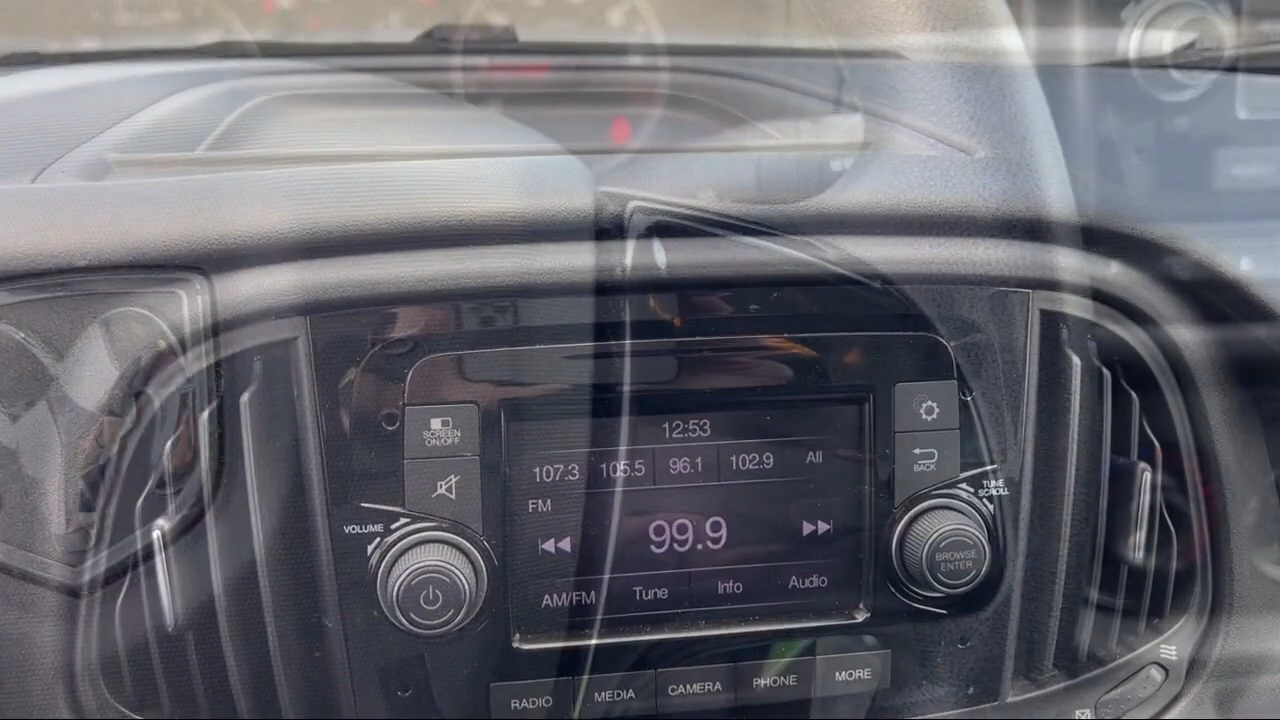 SCREEN
ON/OFF
12:53
107.3 105.5 96.1 102.9 All
FM
99.9
AM/FM Tune Info Audio
VOLUME
BACK
TUNE
SCROLL
BROWSE
ENTER
RADIO MEDIA CAMERA PHONE MORE